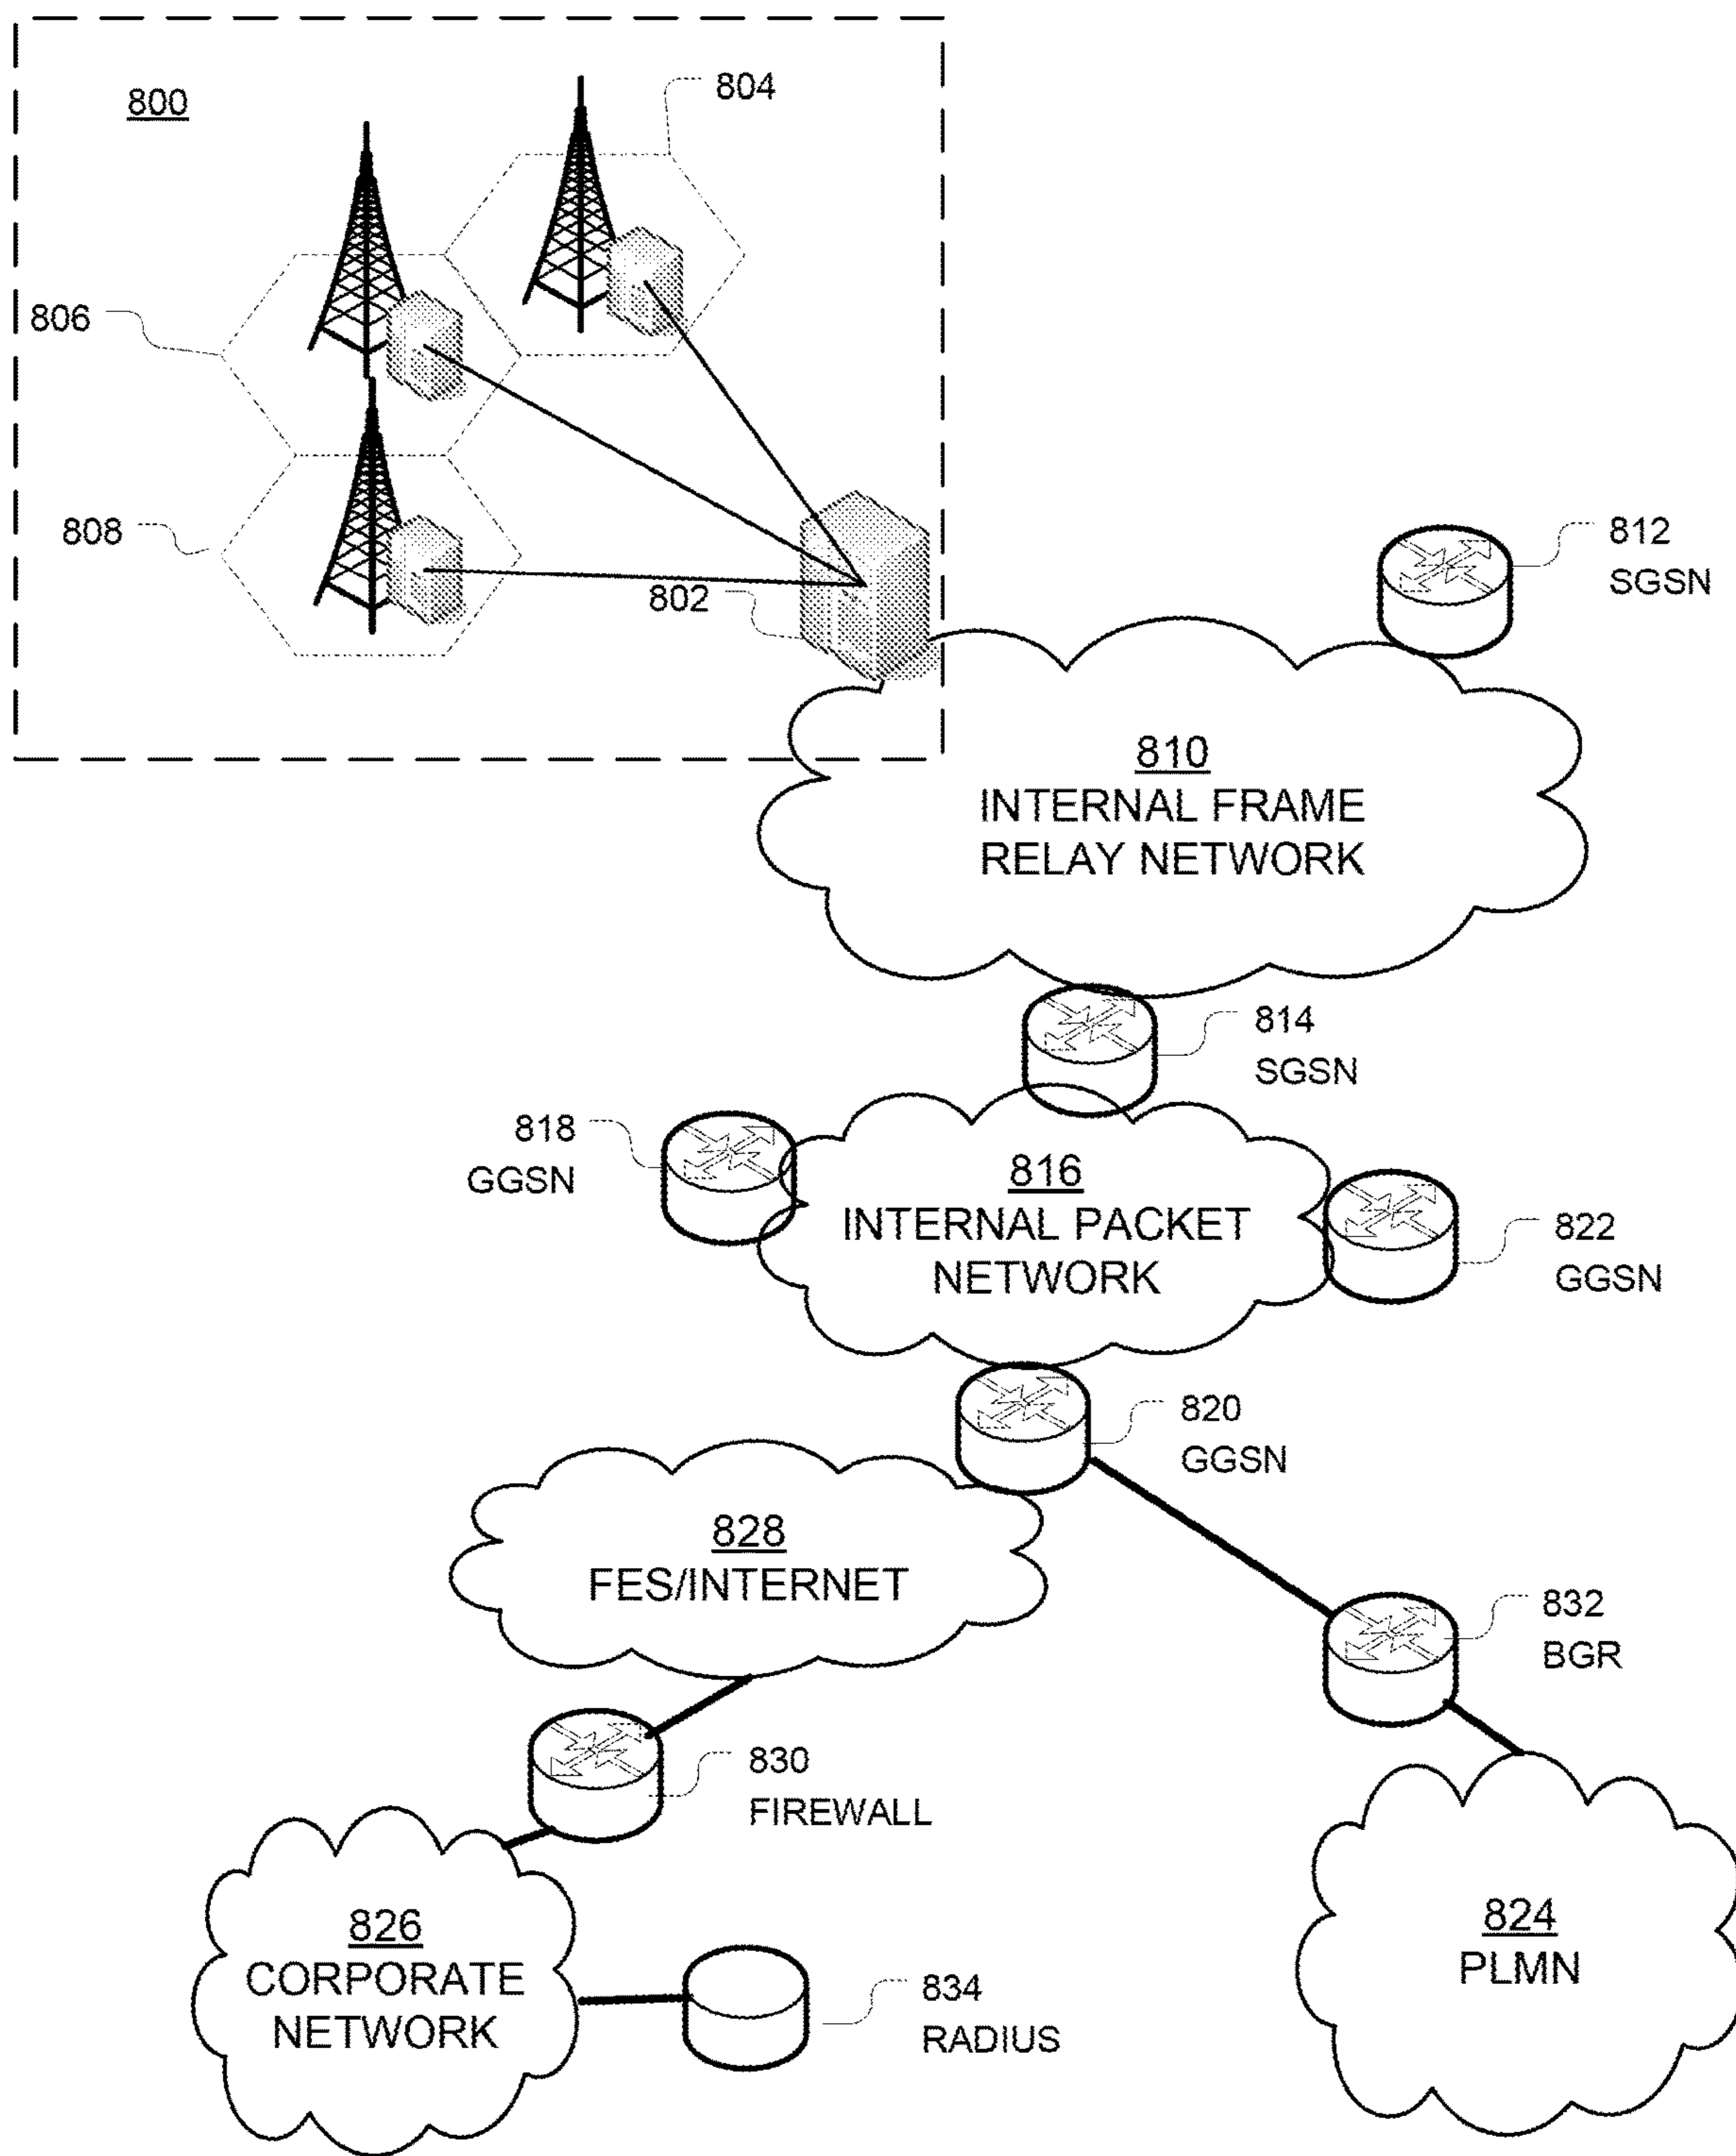 800
804
806
808
802
812
SGSN
810
INTERNAL FRAME
RELAY NETWORK
814
SGSN
818
GGSN
816
INTERNAL PACKET
NETWORK
822
GGSN
820
GGSN
828
FES/INTERNET
832
BGR
830
FIREWALL
826
CORPORATE
NETWORK
834
RADIUS
824
PLMN